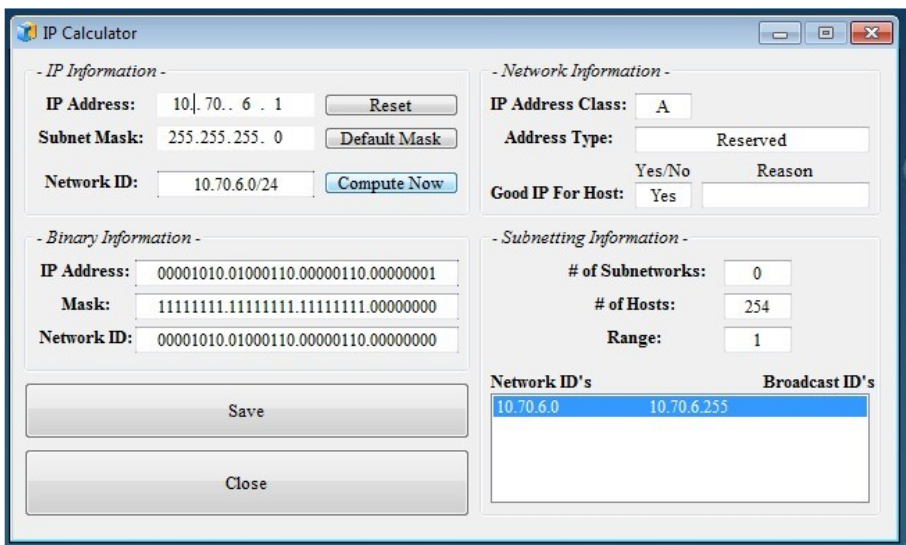 IP Calculator
- IP Information -
IP Address: 10. 70. 6 . 1 Reset
Subnet Mask: 255.255.255. 0 Default Mask
Network ID: 10.70.6.0/24 Compute Now
- Network Information -
IP Address Class: A
Address Type: Reserved
Yes/No Reason
Good IP For Host: Yes
- Binary Information -
IP Address: 00001010.01000110.00000110.00000001
Mask: 11111111.11111111.11111111.00000000
Network ID: 00001010.01000110.00000110.00000000
Save
Close
- Subnetting Information -
# of Subnetworks: 0
# of Hosts: 254
Range: 1
Network ID's Broadcast ID's
10.70.6.0 10.70.6.255